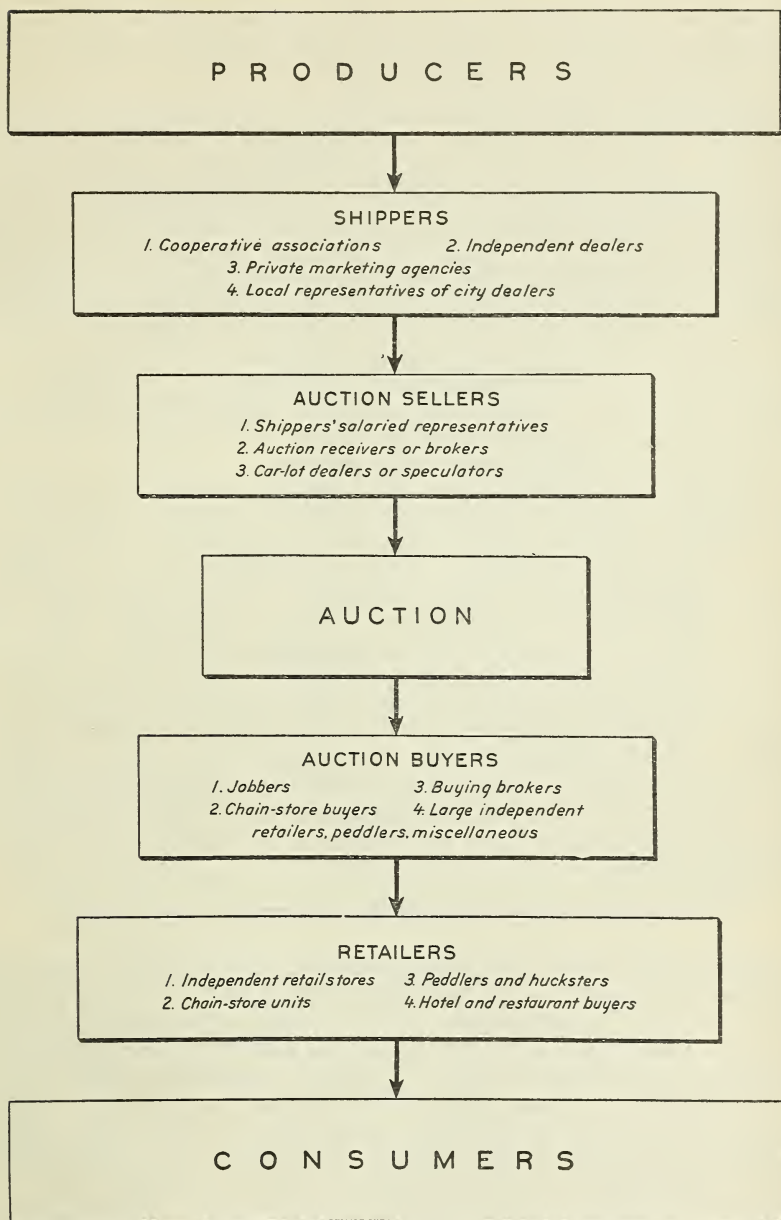 PRODUCERS
SHIPPERS
1. Cooperative associations 2. Independent dealers
3. Private marketing agencies
4. Local representatives of city dealers
AUCTION SELLERS
1. Shippers' salaried representatives
2. Auction receivers or brokers
3. Car-lot dealers or speculators
AUCTION
AUCTION BUYERS
1. Jobbers 3. Buying brokers
2. Chain-store buyers 4. Large independent
retailers, peddlers, miscellaneous
RETAILERS
1. Independent retail stores 3. Peddlers and hucksters
2. Chain-store units 4. Hotel and restaurant buyers
CONSUMERS